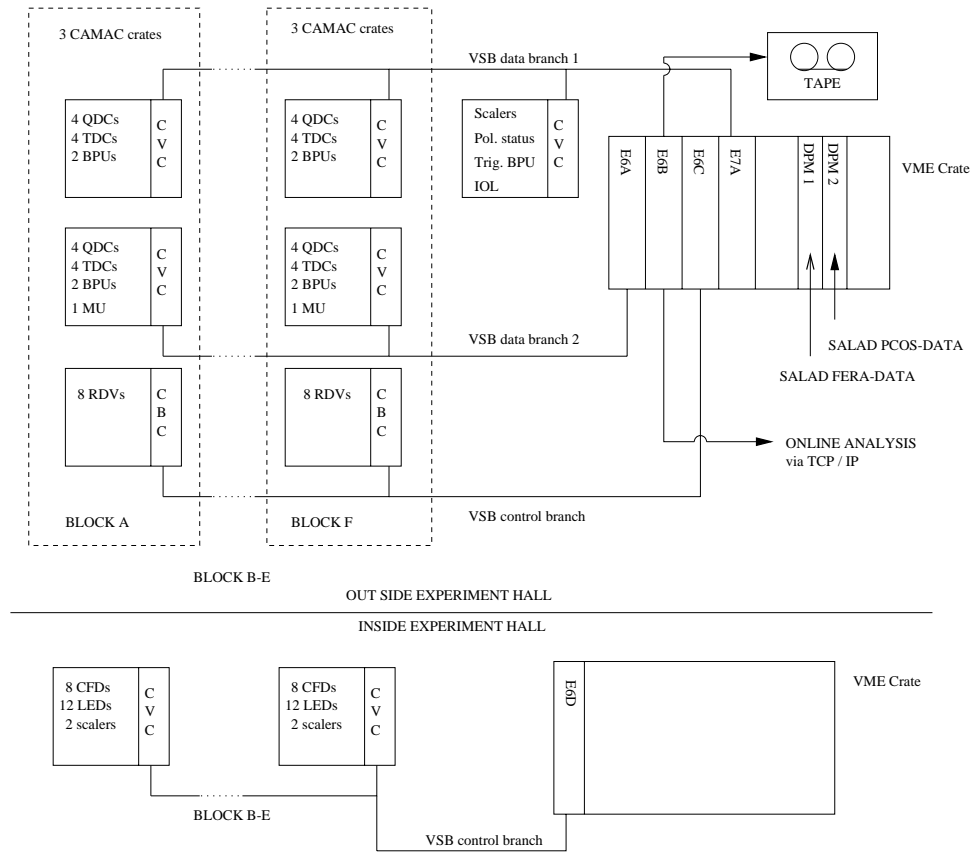 3 CAMAC crates
3 CAMAC crates
VSB data branch 1
TAPE
4 QDCs
4 TDCs
2 BPUs
C
V
C
4 QDCs
4 TDCs
2 BPUs
C
V
C
Scalers
Pol. status
Trig. BPU
IOL
C
V
C
E6A
E6B
E6C
E7A
DPM 1
DPM 2
VME Crate
4 QDCs
4 TDCs
2 BPUs
1 MU
C
V
C
4 QDCs
4 TDCs
2 BPUs
1 MU
C
V
C
VSB data branch 2
SALAD PCOS-DATA
SALAD FERA-DATA
8 RDVs
C
B
C
8 RDVs
C
B
C
ONLINE ANALYSIS
via TCP / IP
BLOCK A
BLOCK F
VSB control branch
BLOCK B-E
OUT SIDE EXPERIMENT HALL
INSIDE EXPERIMENT HALL
8 CFDs
12 LEDs
2 scalers
C
V
C
8 CFDs
12 LEDs
2 scalers
C
V
C
E6D
VME Crate
BLOCK B-E
VSB control branch